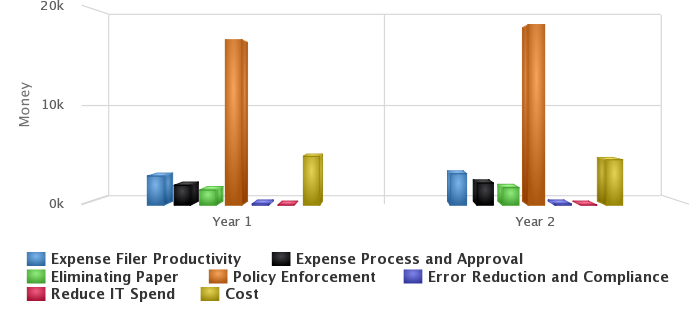 20k
Money
10k
0k
Year 1
Year 2
Expense Filer Productivity
Expense Process and Approval
Eliminating Paper
Policy Enforcement
Error Reduction and Compliance
Reduce IT Spend
Cost